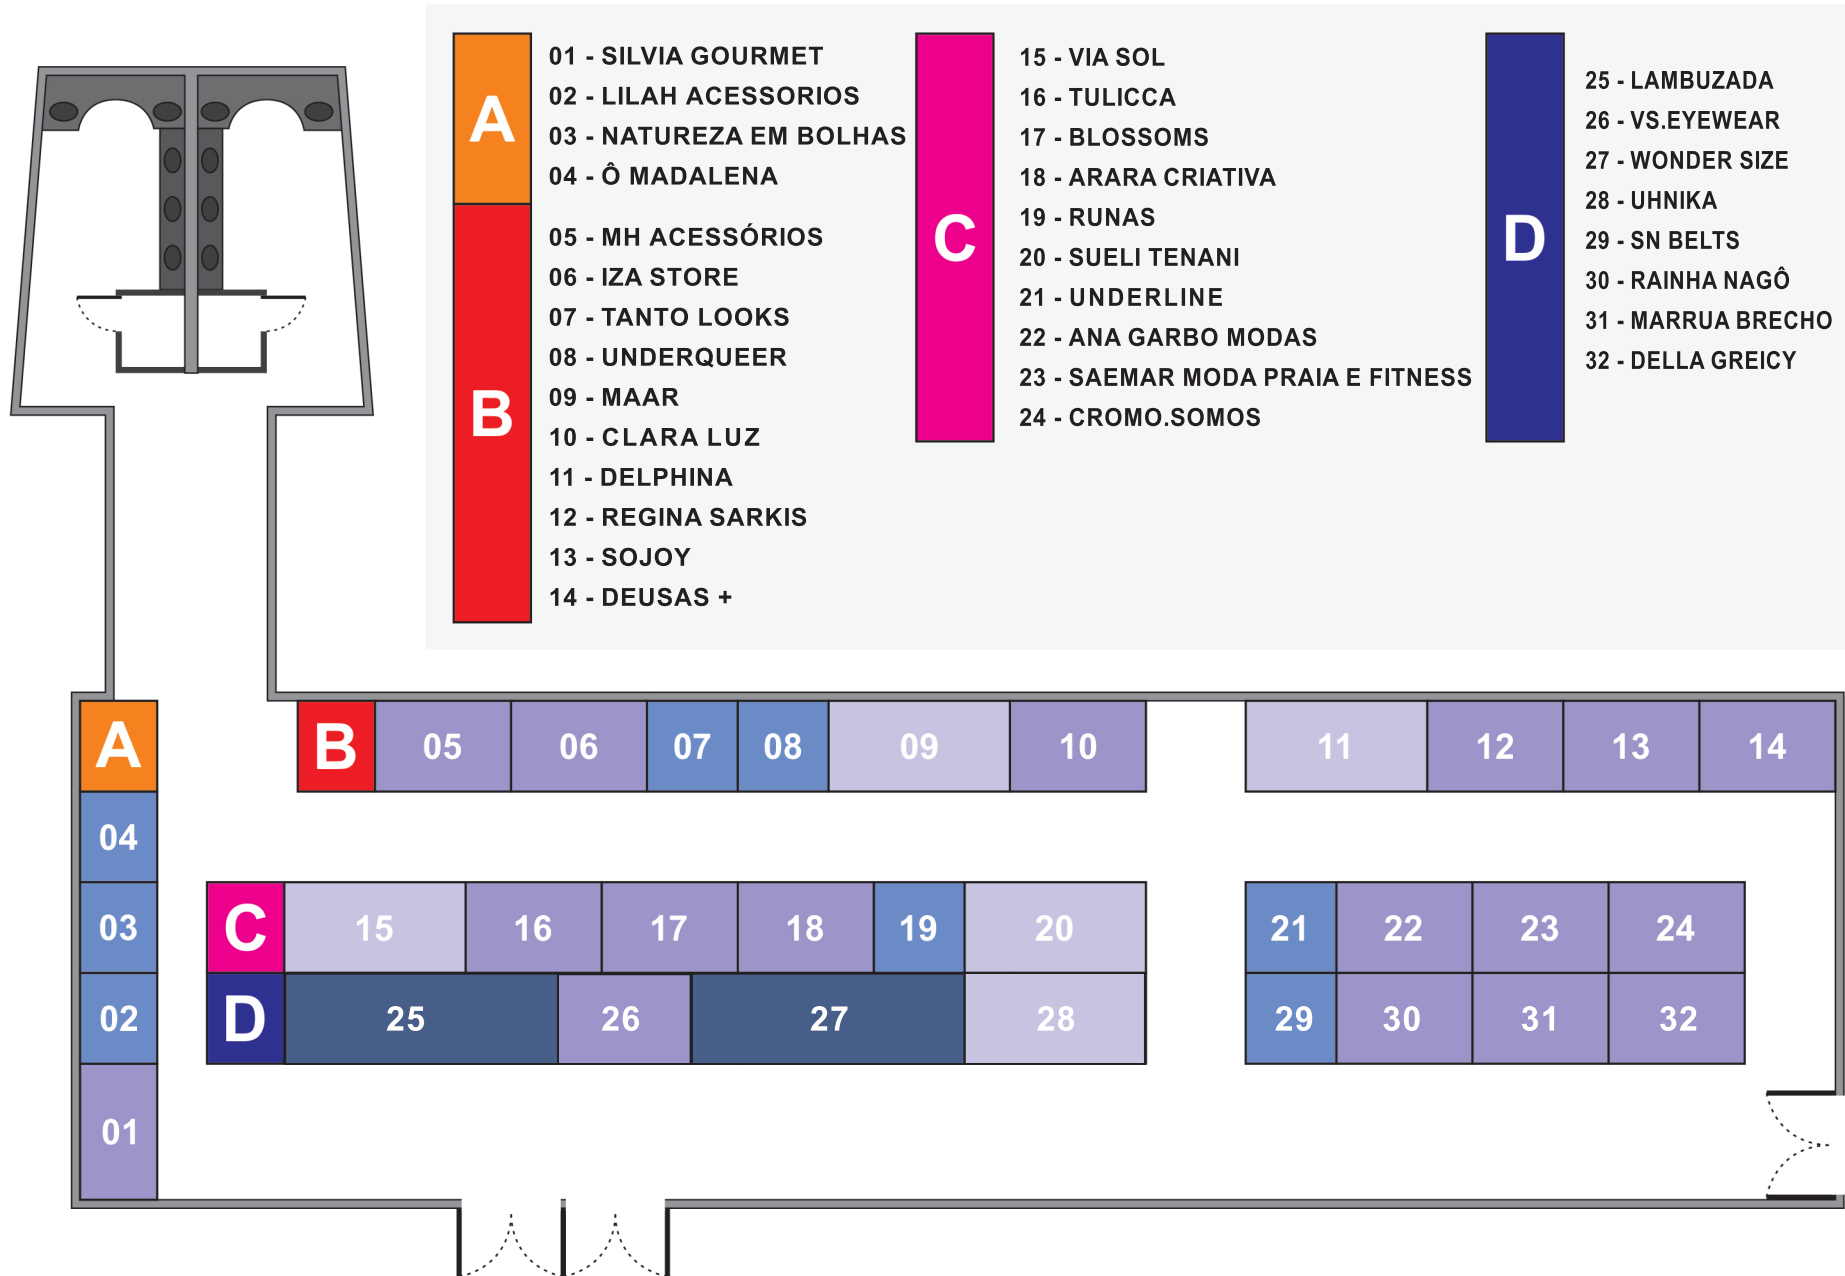 A
01 - SILVIA GOURMET
02 - LILAH ACESSORIOS
03 - NATUREZA EM BOLHAS
04 - Ô MADALENA
B
05 - MH ACESSÓRIOS
06 - IZA STORE
07 - TANTO LOOKS
08 - UNDERQUEER
09 - MAAR
10 - CLARA LUZ
11 - DELPHINA
12 - REGINA SARKIS
13 - SOJOY
14 - DEUSAS +
C
15 - VIA SOL
16 - TULICCA
17 - BLOSSOMS
18 - ARARA CRIATIVA
19 - RUNAS
20 - SUELI TENANI
21 - UNDERLINE
22 - ANA GARBO MODAS
23 - SAEMAR MODA PRAIA E FITNESS
24 - CROMO.SOMOS
D
25 - LAMBUZADA
26 - VS.EYEWEAR
27 - WONDER SIZE
28 - UHNIKA
29 - SN BELTS
30 - RAINHA NAGÔ
31 - MARRUA BRECHO
32 - DELLA GREICY
A
04
03
02
01
B 05 06 07 08 09 10 11 12 13 14
C 15 16 17 18 19 20 21 22 23 24
D 25 26 27 28 29 30 31 32